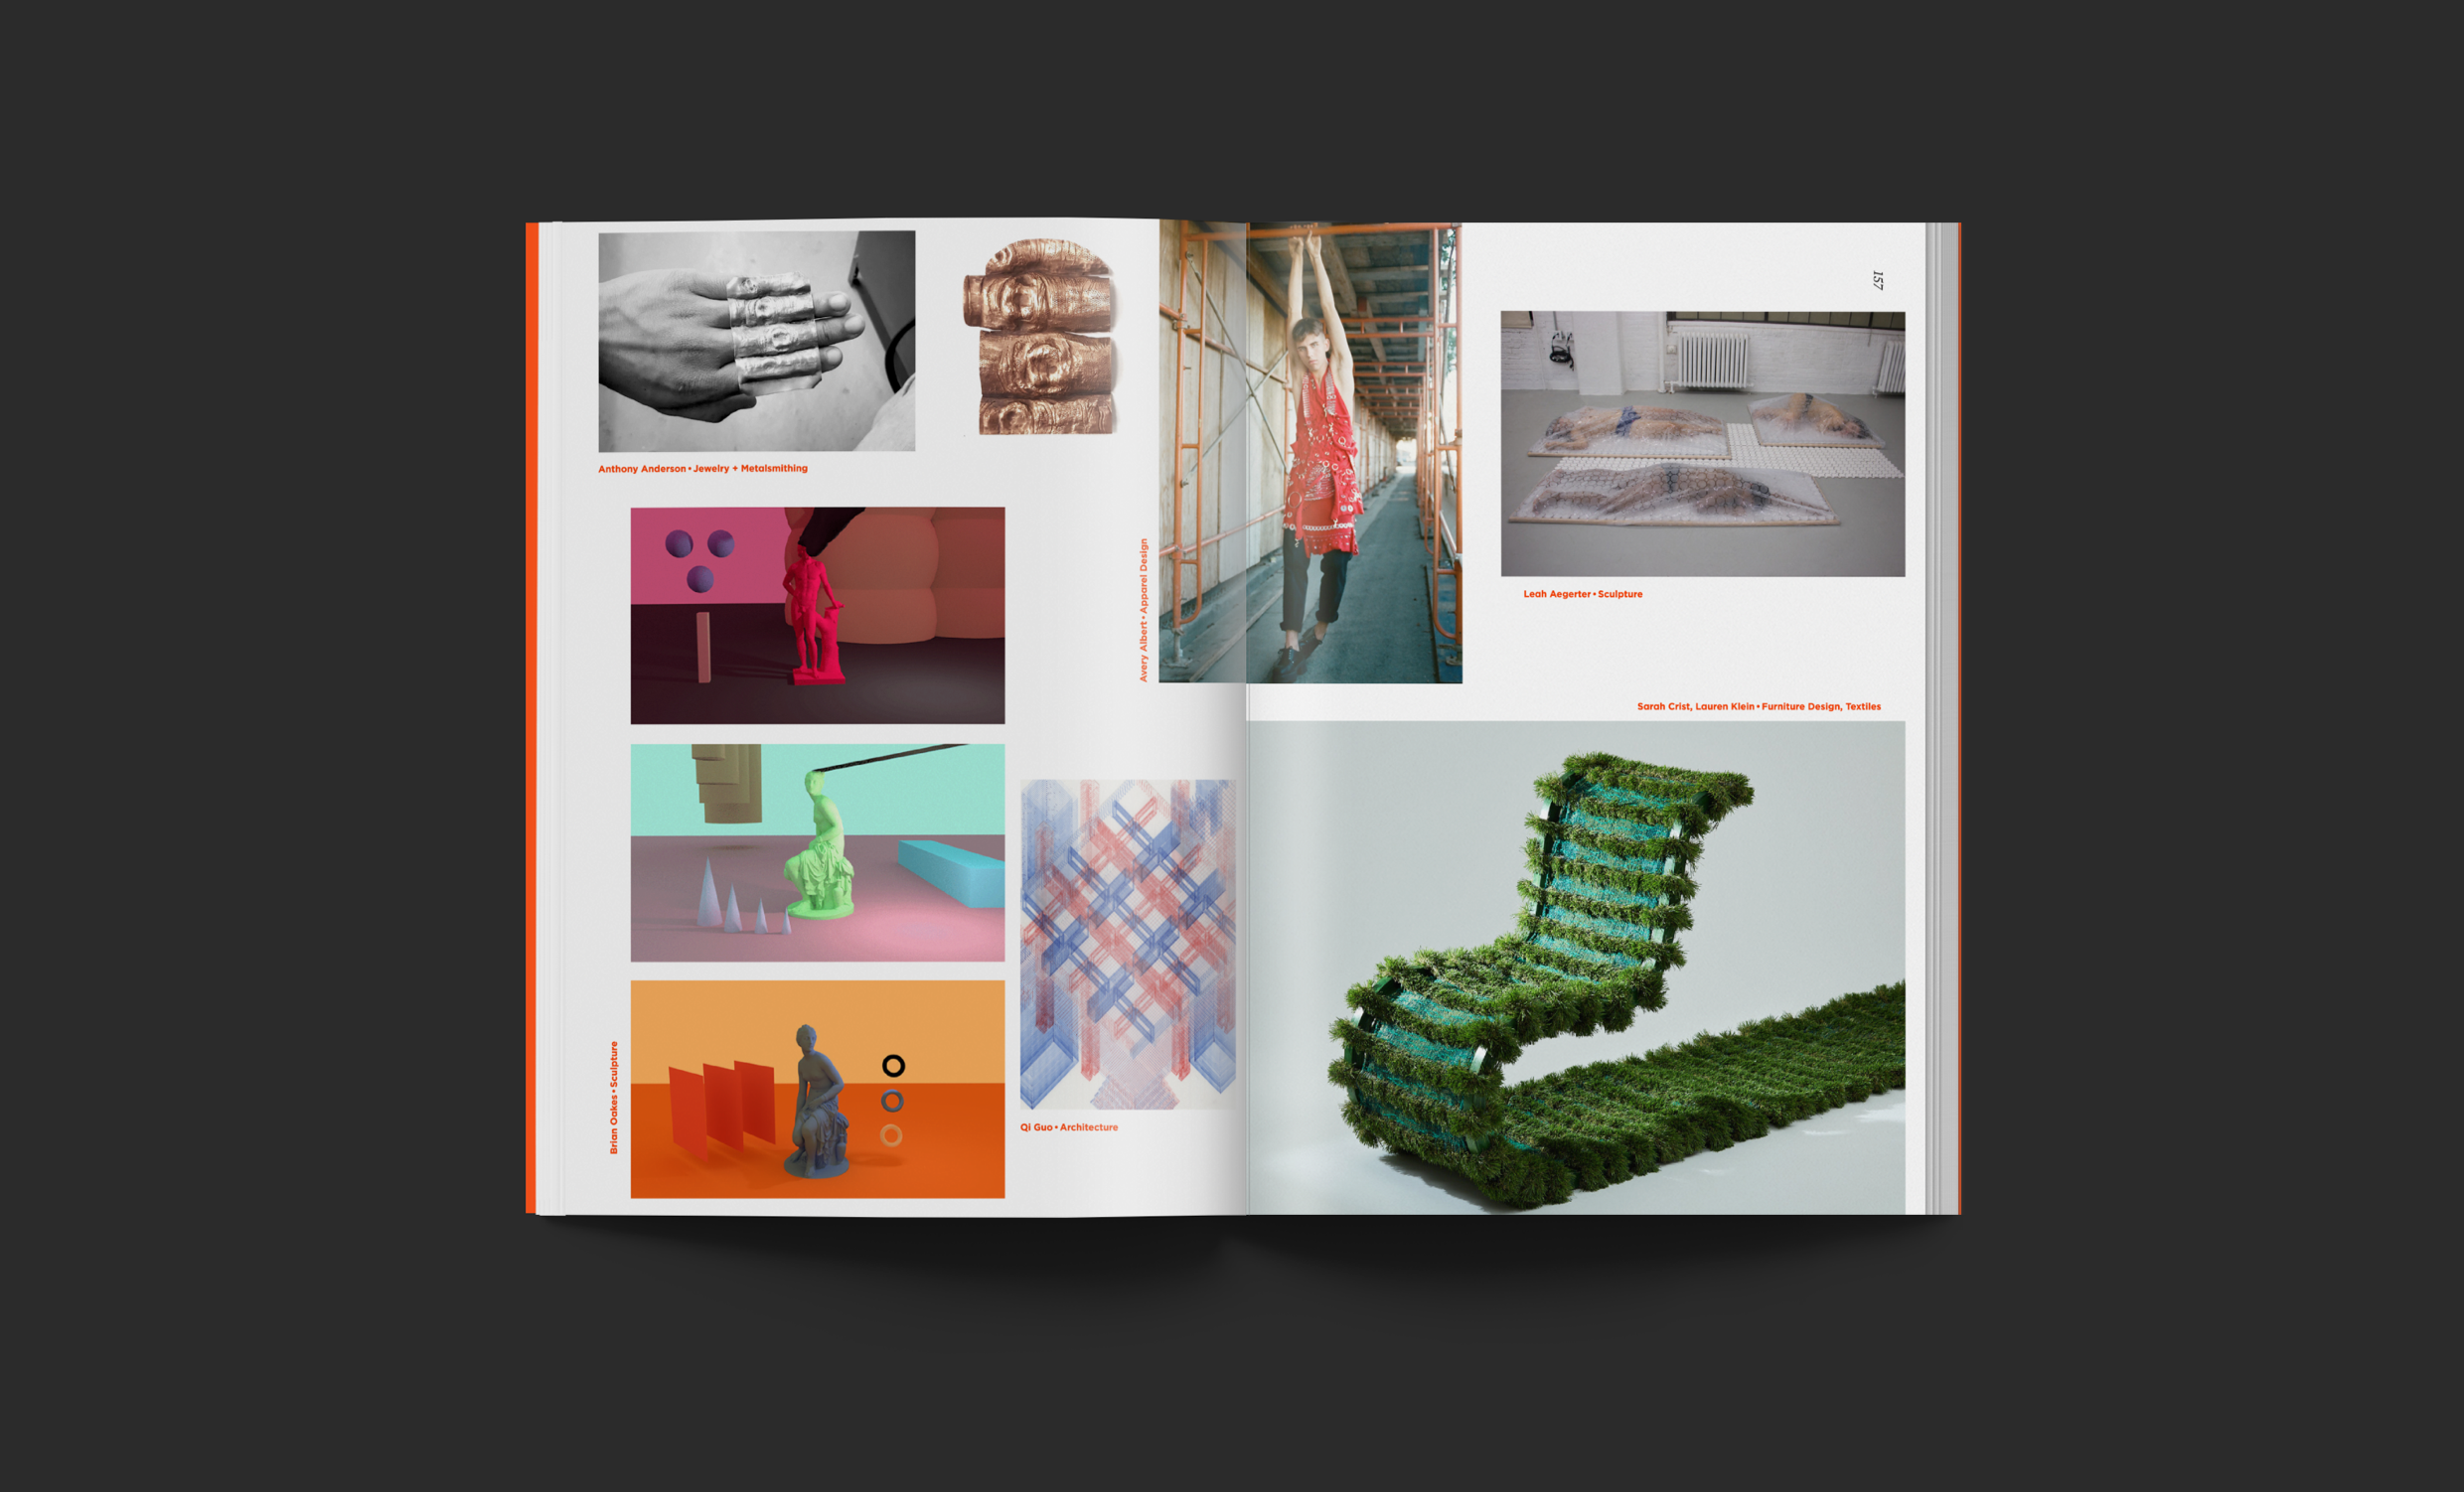 Anthony Anderson • Jewelry + Metalsmithing
Avery Albert • Apparel Design
Brian Oakes • Sculpture
Qi Guo • Architecture
157
Leah Aegerter • Sculpture
Sarah Crist, Lauren Klein • Furniture Design, Textiles